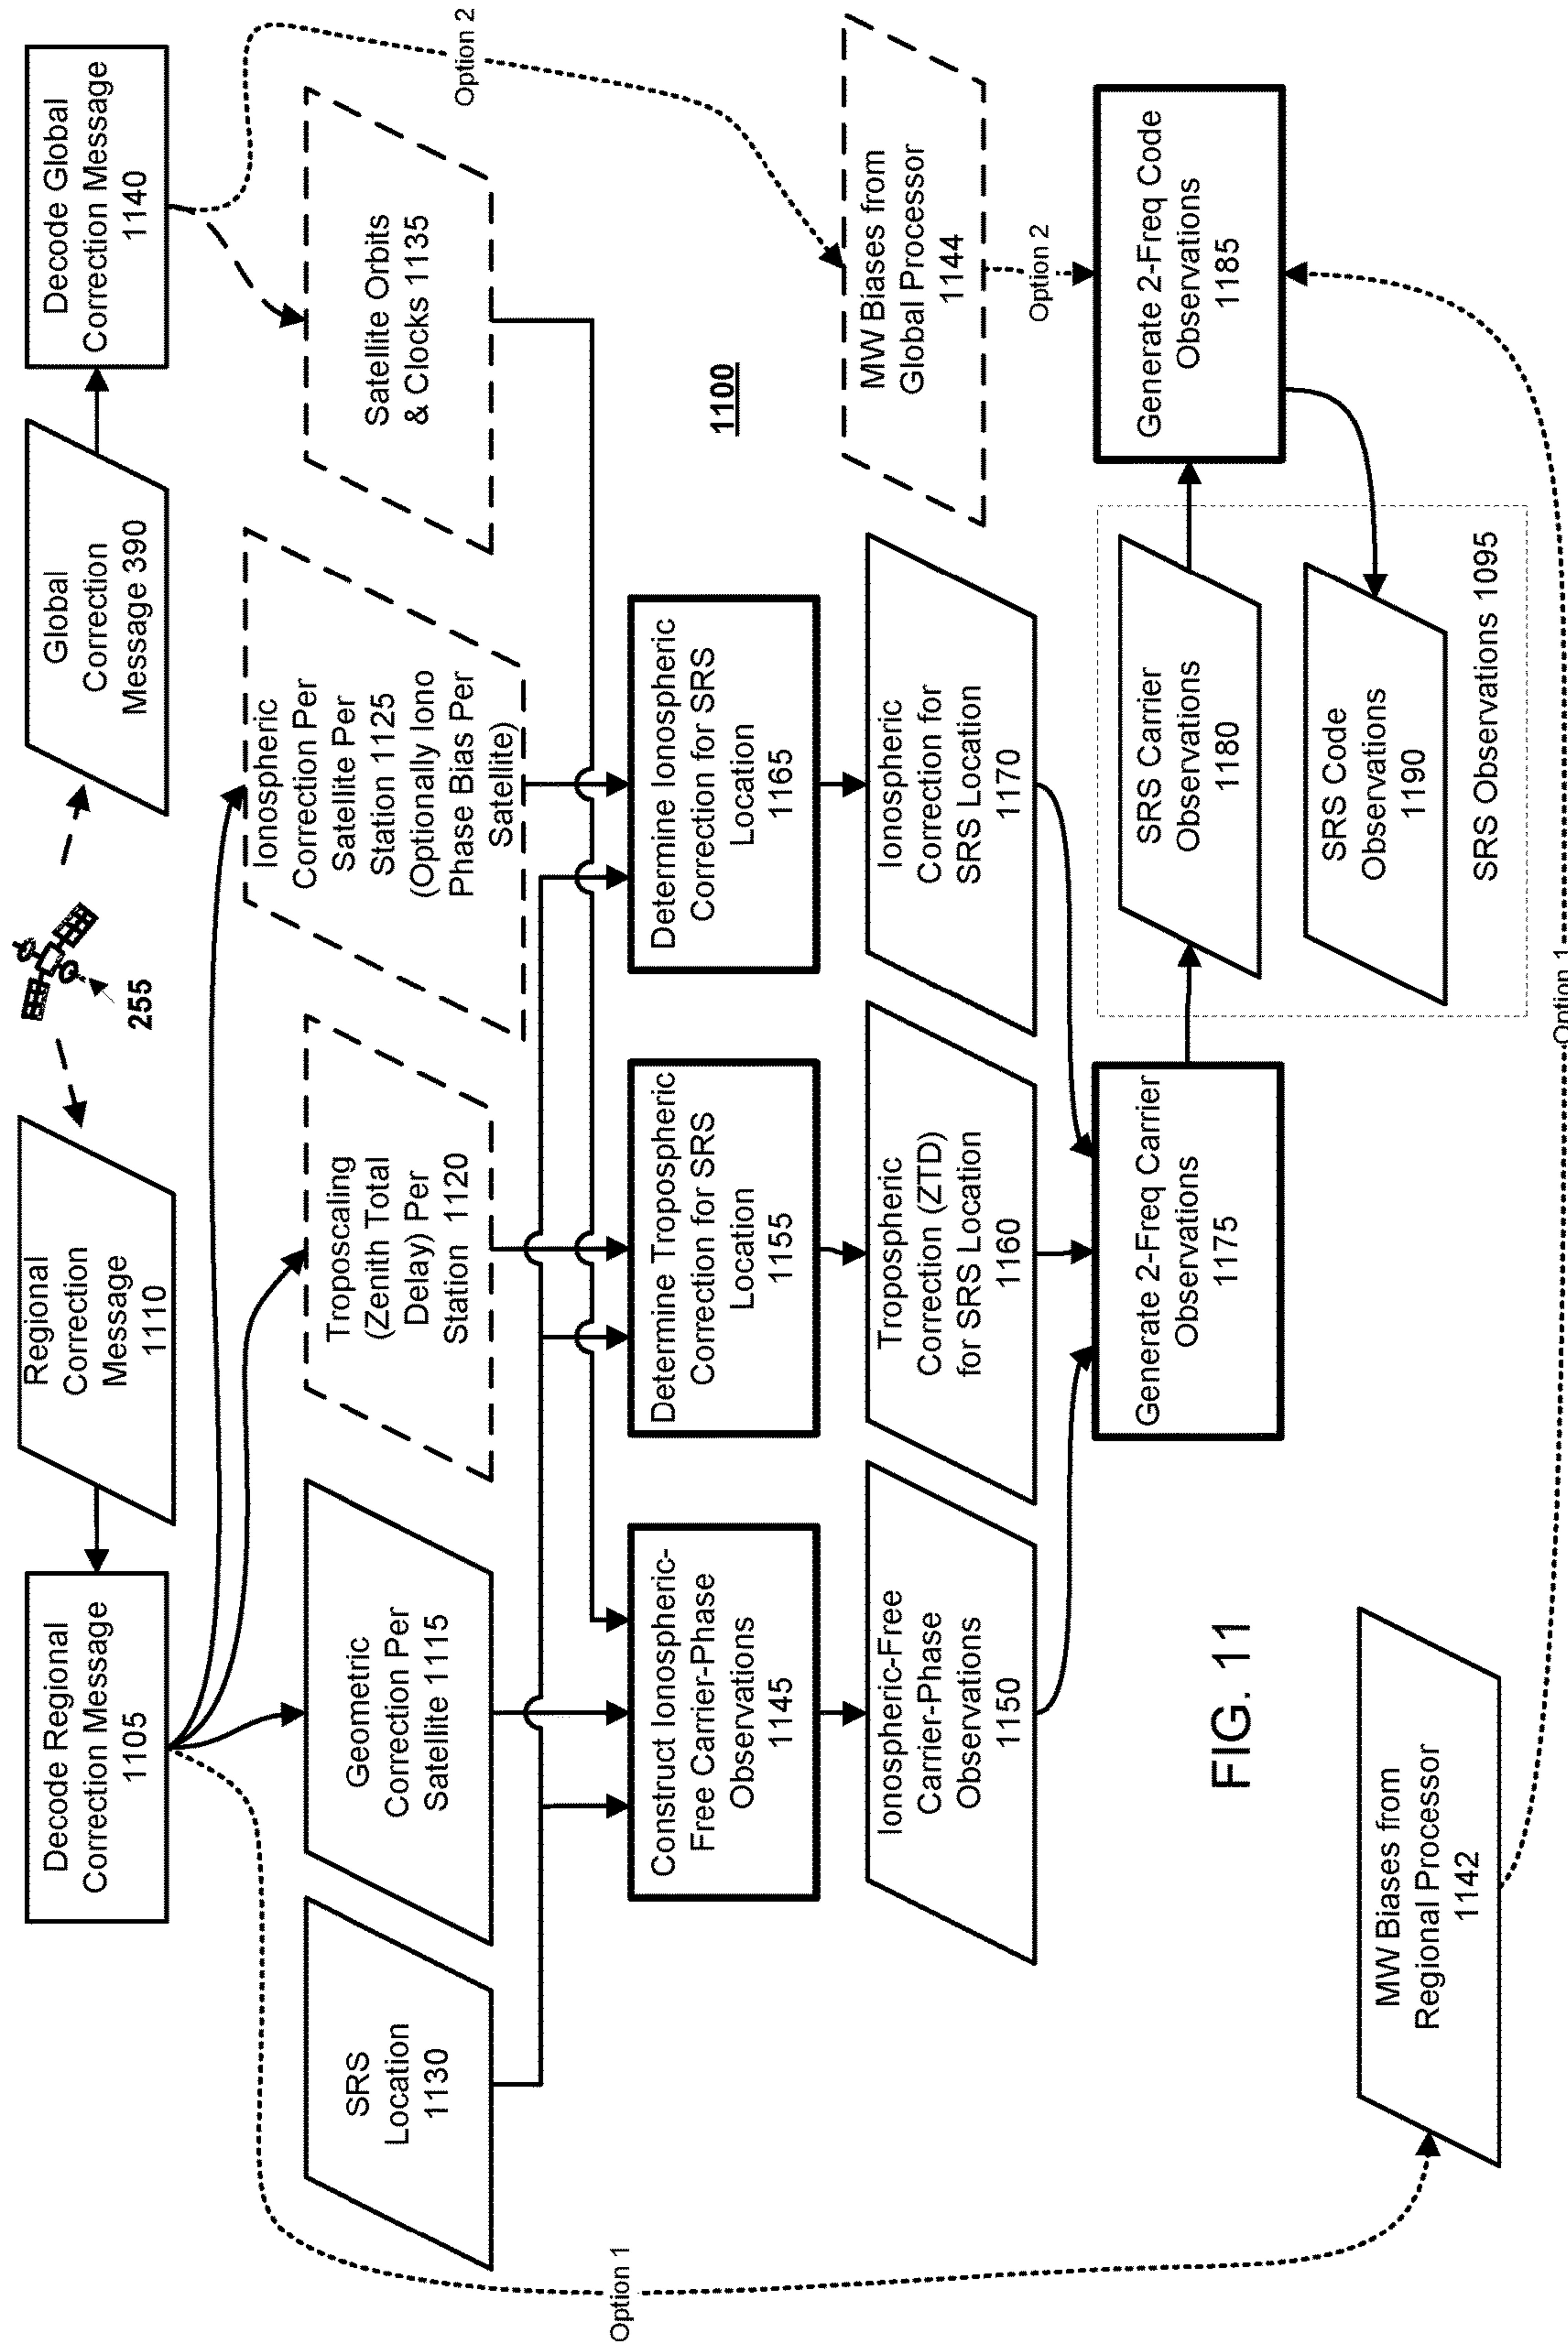 Decode Regional
Correction Message
1105
Regional
Correction
Message
1110
255
Global
Correction
Message 390
Decode Global
Correction Message
1140
SRS
Location
1130
Geometric
Correction Per
Satellite 1115
Troposcaling
(Zenith Total
Delay) Per
Station 1120
Ionospheric
Correction Per
Satellite Per
Station 1125
(Optionally Iono
Phase Bias Per
Satellite)
Satellite Orbits
& Clocks 1135
Option 2
Option 1
Construct Ionospheric-
Free Carrier-Phase
Observations
1145
Determine Tropospheric
Correction for SRS
Location
1155
Determine Ionospheric
Correction for SRS
Location
1165
1100
Ionospheric-Free
Carrier-Phase
Observations
1150
Tropospheric
Correction (ZTD)
for SRS Location
1160
Ionospheric
Correction for
SRS Location
1170
MW Biases from
Global Processor
1144
Option 2
Generate 2-Freq Carrier
Observations
1175
SRS Carrier
Observations
1180
Generate 2-Freq Code
Observations
1185
SRS Code
Observations
1190
SRS Observations 1095
FIG. 11
MW Biases from
Regional Processor
1142
Option 1